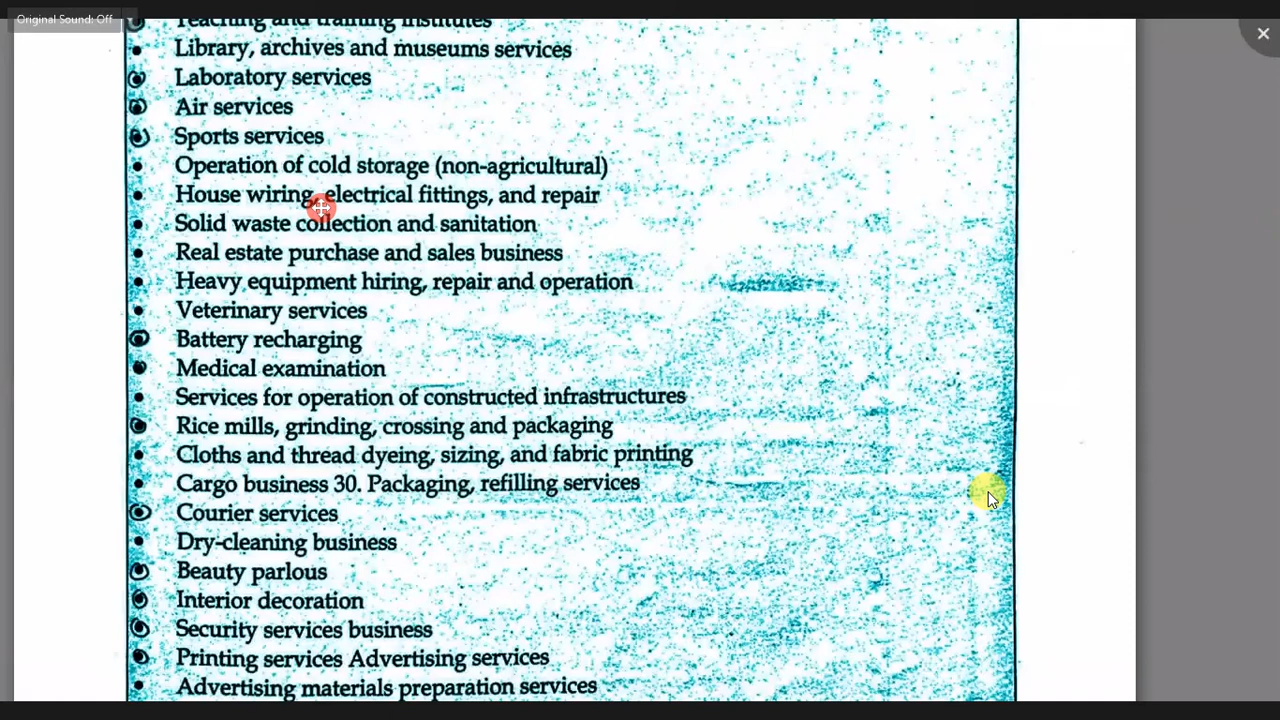 Original Sound: Off
Teaching and training institutes
Library, archives and museums services
Laboratory services
Air services
Sports services
Operation of cold storage (non-agricultural)
House wiring, electrical fittings, and repair
Solid waste collection and sanitation
Real estate purchase and sales business
Heavy equipment hiring, repair and operation
Veterinary services
Battery recharging
Medical examination
Services for operation of constructed infrastructures
Rice mills, grinding, crossing and packaging
Cloths and thread dyeing, sizing, and fabric printing
Cargo business 30. Packaging, refilling services
Courier services
Dry-cleaning business
Beauty parlous
Interior decoration
Security services business
Printing services Advertising services
Advertising materials preparation services